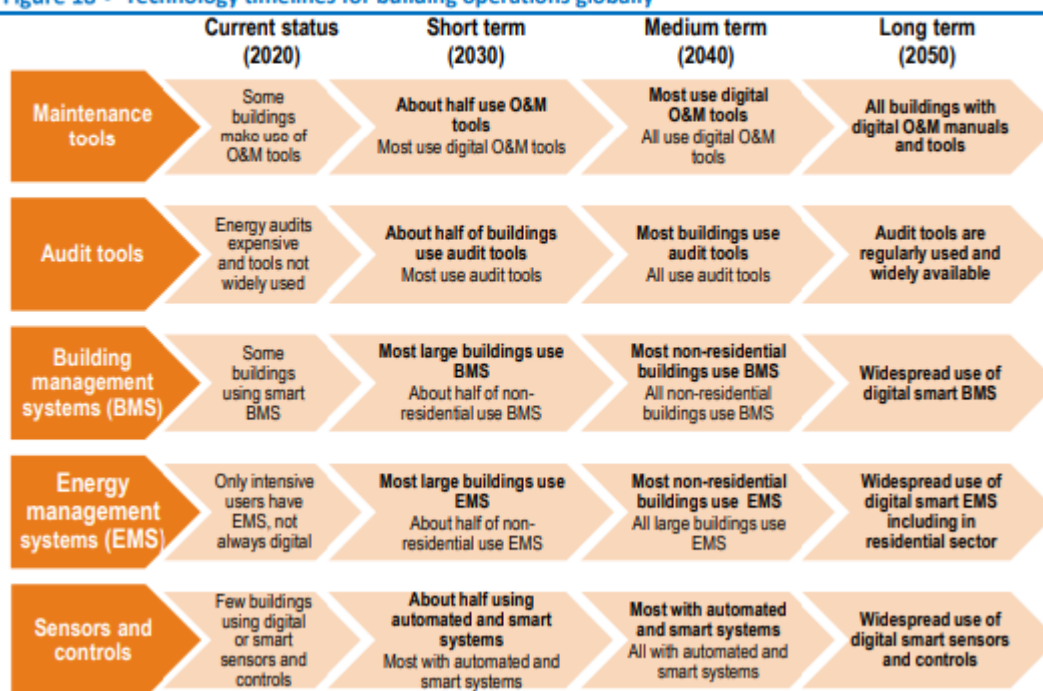 Figure 18 • Technology timelines for building operations globally
Current status
(2020)
Short term
(2030)
Medium term
(2040)
Long term
(2050)
Maintenance
tools
Some
buildings
make use of
O&M tools
About half use O&M
tools
Most use digital O&M tools
Most use digital
O&M tools
All use digital O&M
tools
All buildings with
digital O&M manuals
and tools
Audit tools
Energy audits
expensive
and tools not
widely used
About half of buildings
use audit tools
Most use audit tools
Most buildings use
audit tools
All use audit tools
Audit tools are
regularly used and
widely available
Building
management
systems (BMS)
Some
buildings
using smart
BMS
Most large buildings use
BMS
About half of non-
residential use BMS
Most non-residential
buildings use BMS
All non-residential
buildings use BMS
Widespread use of
digital smart BMS
Energy
management
systems (EMS)
Only intensive
users have
EMS, not
always digital
Most large buildings use
EMS
About half of non-
residential use EMS
Most non-residential
buildings use EMS
All large buildings use
EMS
Widespread use of
digital smart EMS
including in
residential sector
Sensors and
controls
Few buildings
using digital
or smart
sensors and
controls
About half using
automated and smart
systems
Most with automated and
smart systems
Most with automated
and smart systems
All with automated and
smart systems
Widespread use of
digital smart sensors
and controls